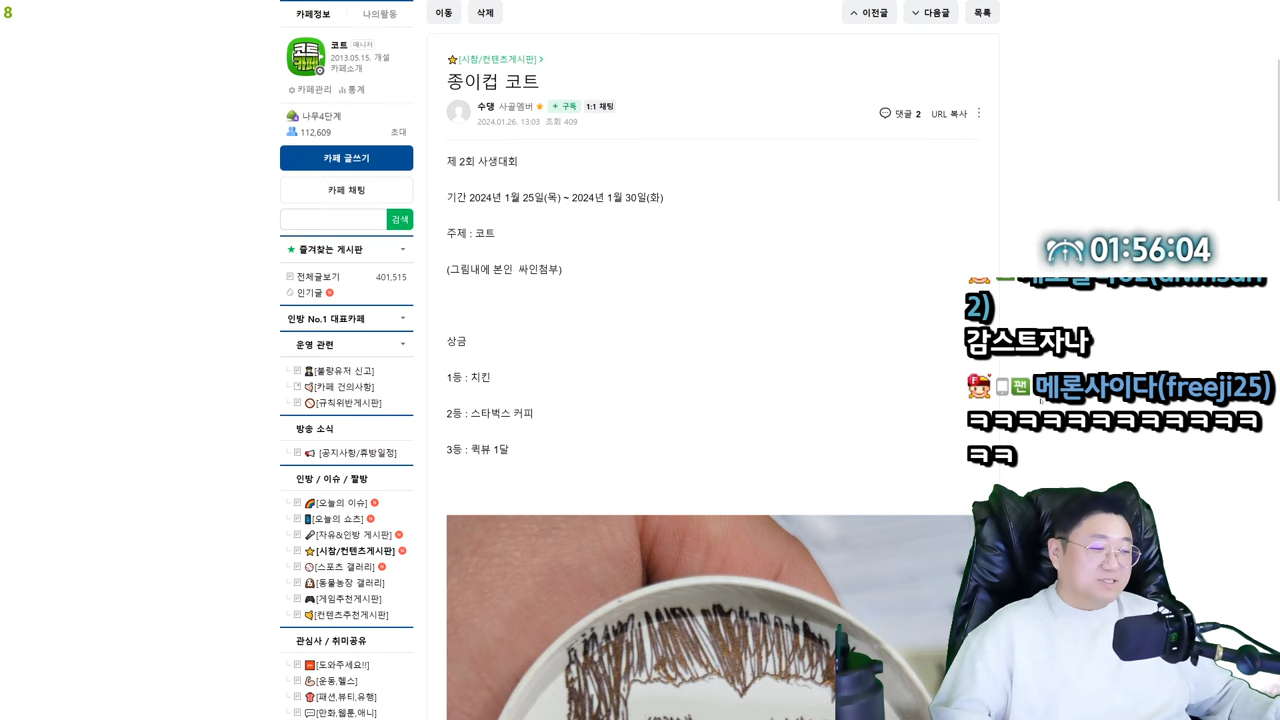 8
카페정보 나의활동
코트 매니저
2013.05.15. 개설
카페소개
카페관리 통계
나무4단계
112,609 초대
카페 글쓰기
카페 채팅
검색
★ 즐겨찾는 게시판
전체글보기 401,515
인기글
인방 No.1 대표카페
운영 관련
[불량유저 신고]
[카페 건의사항]
[규칙위반게시판]
방송 소식
[공지사항/휴방일정]
인방 / 이슈 / 짤방
[오늘의 이슈]
[오늘의 쇼츠]
[자유&인방 게시판]
[시참/컨텐츠게시판]
[스포츠 갤러리]
[동물농장 갤러리]
[게임추천게시판]
[컨텐츠추천게시판]
관심사 / 취미공유
[도와주세요!!]
[운동,헬스]
[패션,뷰티,유행]
[만화,웹툰,애니]
이동 삭제 이전글 다음글 목록
[시참/컨텐츠게시판] >
종이컵 코트
수댕 사골멤버 + 구독 1:1 채팅
2024.01.26. 13:03 조회 409
댓글 2 URL 복사
제 2회 사생대회
기간 2024년 1월 25일(목) ~ 2024년 1월 30일(화)
주제 : 코트
(그림내에 본인 싸인첨부)
상금
1등 : 치킨
2등 : 스타벅스 커피
3등 : 퀵뷰 1달
01:56:04
2)
감스트자나
F 팬 메론사이다(freeji25)
ㅋㅋㅋㅋㅋㅋㅋㅋㅋㅋㅋㅋ
ㅋㅋ